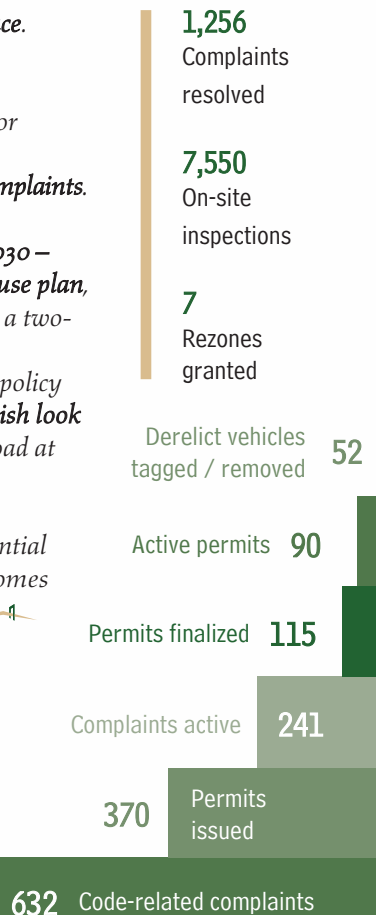 ce.
or
mplaints.
030 –
use plan,
a two-
policy
ish look
oad at
ntial
omes
1,256
Complaints
resolved
7,550
On-site
inspections
7
Rezones
granted
Derelict vehicles
tagged / removed
52
Active permits 90
Permits finalized 115
Complaints active 241
370 Permits
issued
632 Code-related complaints